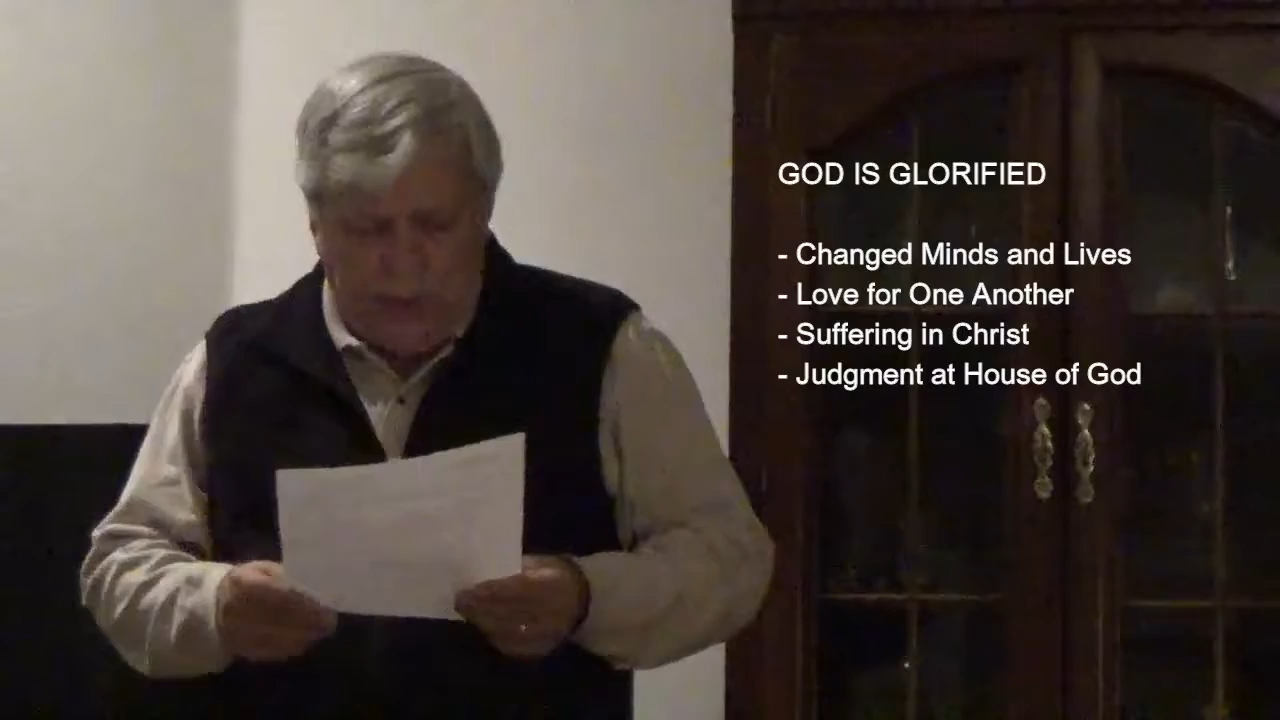 GOD IS GLORIFIED
- Changed Minds and Lives
- Love for One Another
- Suffering in Christ
- Judgment at House of God